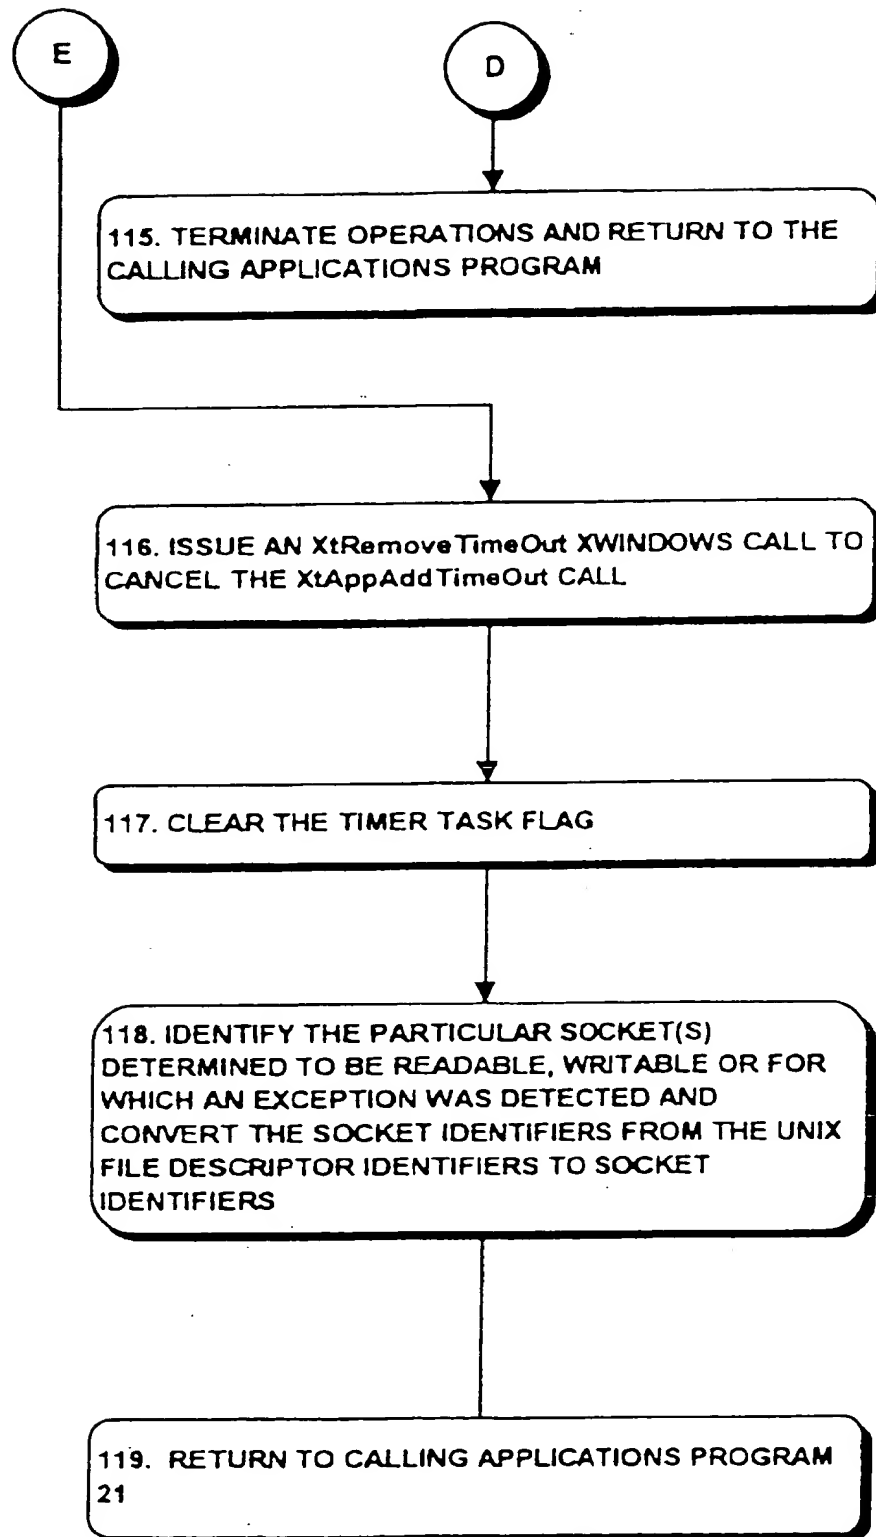 E
D
115. TERMINATE OPERATIONS AND RETURN TO THE
CALLING APPLICATIONS PROGRAM
116. ISSUE AN XtRemoveTimeOut XWINDOWS CALL TO
CANCEL THE XtAppAddTimeOut CALL
117. CLEAR THE TIMER TASK FLAG
118. IDENTIFY THE PARTICULAR SOCKET(S)
DETERMINED TO BE READABLE, WRITABLE OR FOR
WHICH AN EXCEPTION WAS DETECTED AND
CONVERT THE SOCKET IDENTIFIERS FROM THE UNIX
FILE DESCRIPTOR IDENTIFIERS TO SOCKET
IDENTIFIERS
119. RETURN TO CALLING APPLICATIONS PROGRAM
21